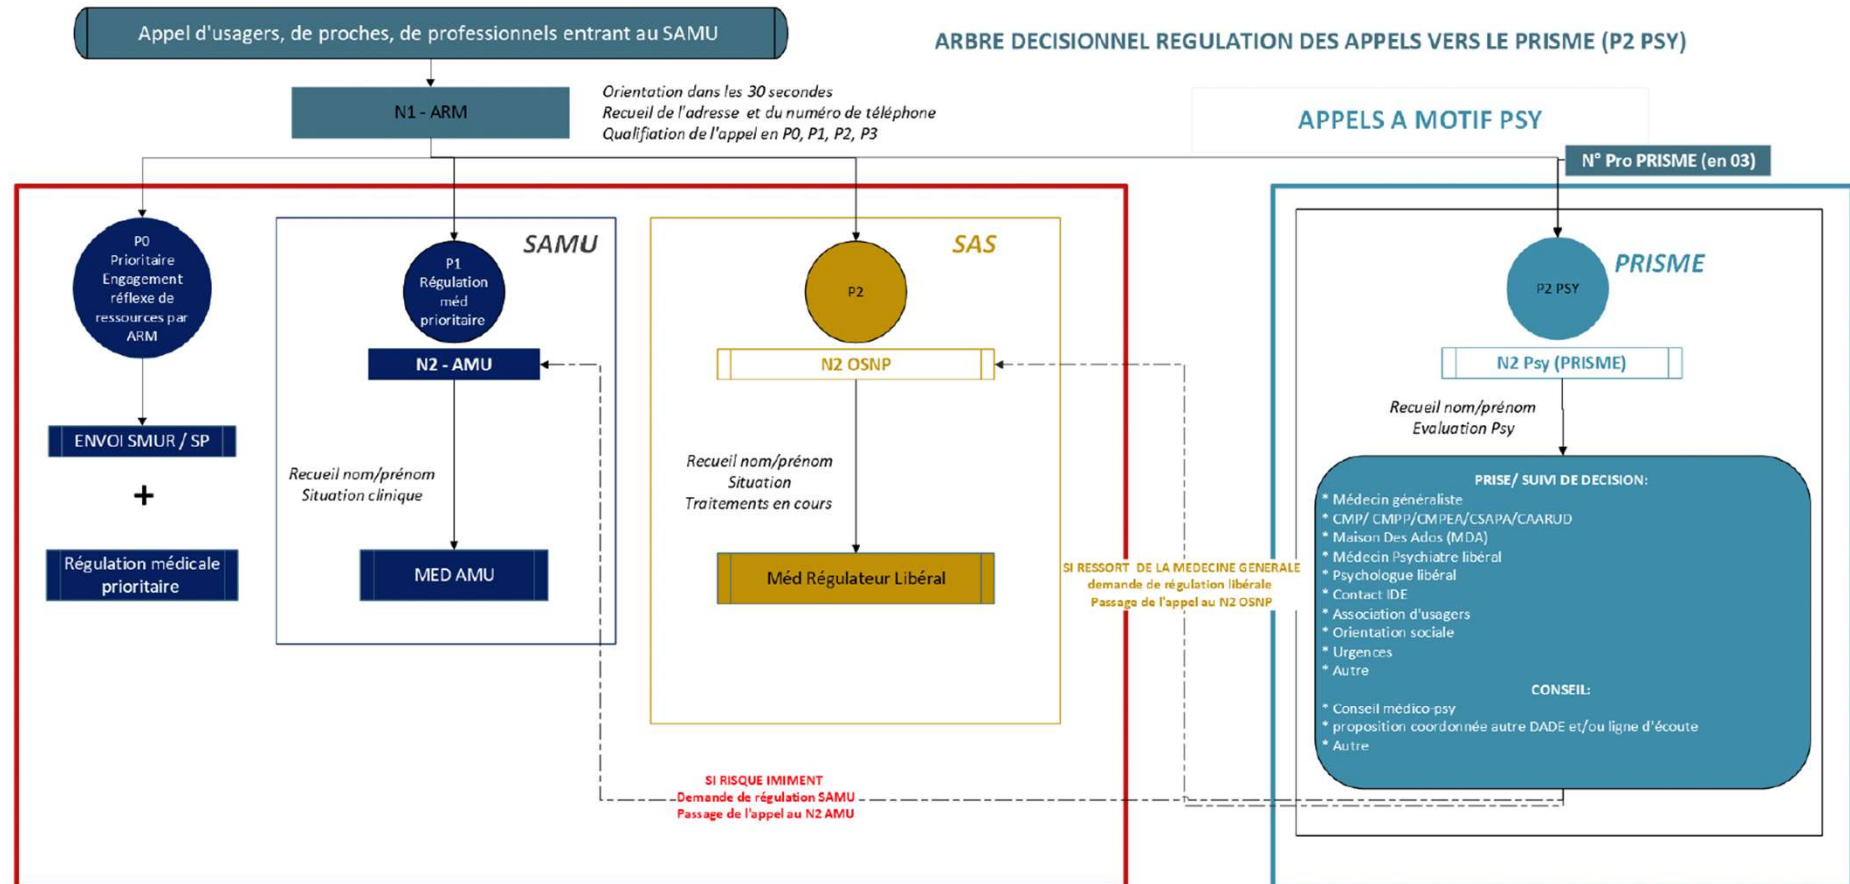 Appel d'usagers, de proches, de professionnels entrant au SAMU
ARBRE DECISIONNEL REGULATION DES APPELS VERS LE PRISME (P2 PSY)
N1 - ARM
Orientation dans les 30 secondes
Recueil de l'adresse et du numéro de téléphone
Qualifiation de l'appel en P0, P1, P2, P3
APPELS A MOTIF PSY
N° Pro PRISME (en 03)
P0
Prioritaire
Engagement
réflexe de
ressources par
ARM
ENVOI SMUR / SP
+
Régulation médicale
prioritaire
SAMU
P1
Régulation
méd
prioritaire
N2 - AMU
Recueil nom/prénom
Situation clinique
MED AMU
SAS
P2
N2 OSNP
Recueil nom/prénom
Situation
Traitements en cours
Méd Régulateur Libéral
SI RESSORT DE LA MEDECINE GENERALE
demande de régulation libérale
Passage de l'appel au N2 OSNP
SI RISQUE IMIMENT
Demande de régulation SAMU
Passage de l'appel au N2 AMU
PRISME
P2 PSY
N2 Psy (PRISME)
Recueil nom/prénom
Evaluation Psy
PRISE/ SUIVI DE DECISION:
* Médecin généraliste
* CMP/ CMPP/CMPEA/CSAPA/CAARUD
* Maison Des Ados (MDA)
* Médecin Psychiatre libéral
* Psychologue libéral
* Contact IDE
* Association d'usagers
* Orientation sociale
* Urgences
* Autre
CONSEIL:
* Conseil médico-psy
* proposition coordonnée autre DADE et/ou ligne d'écoute
* Autre